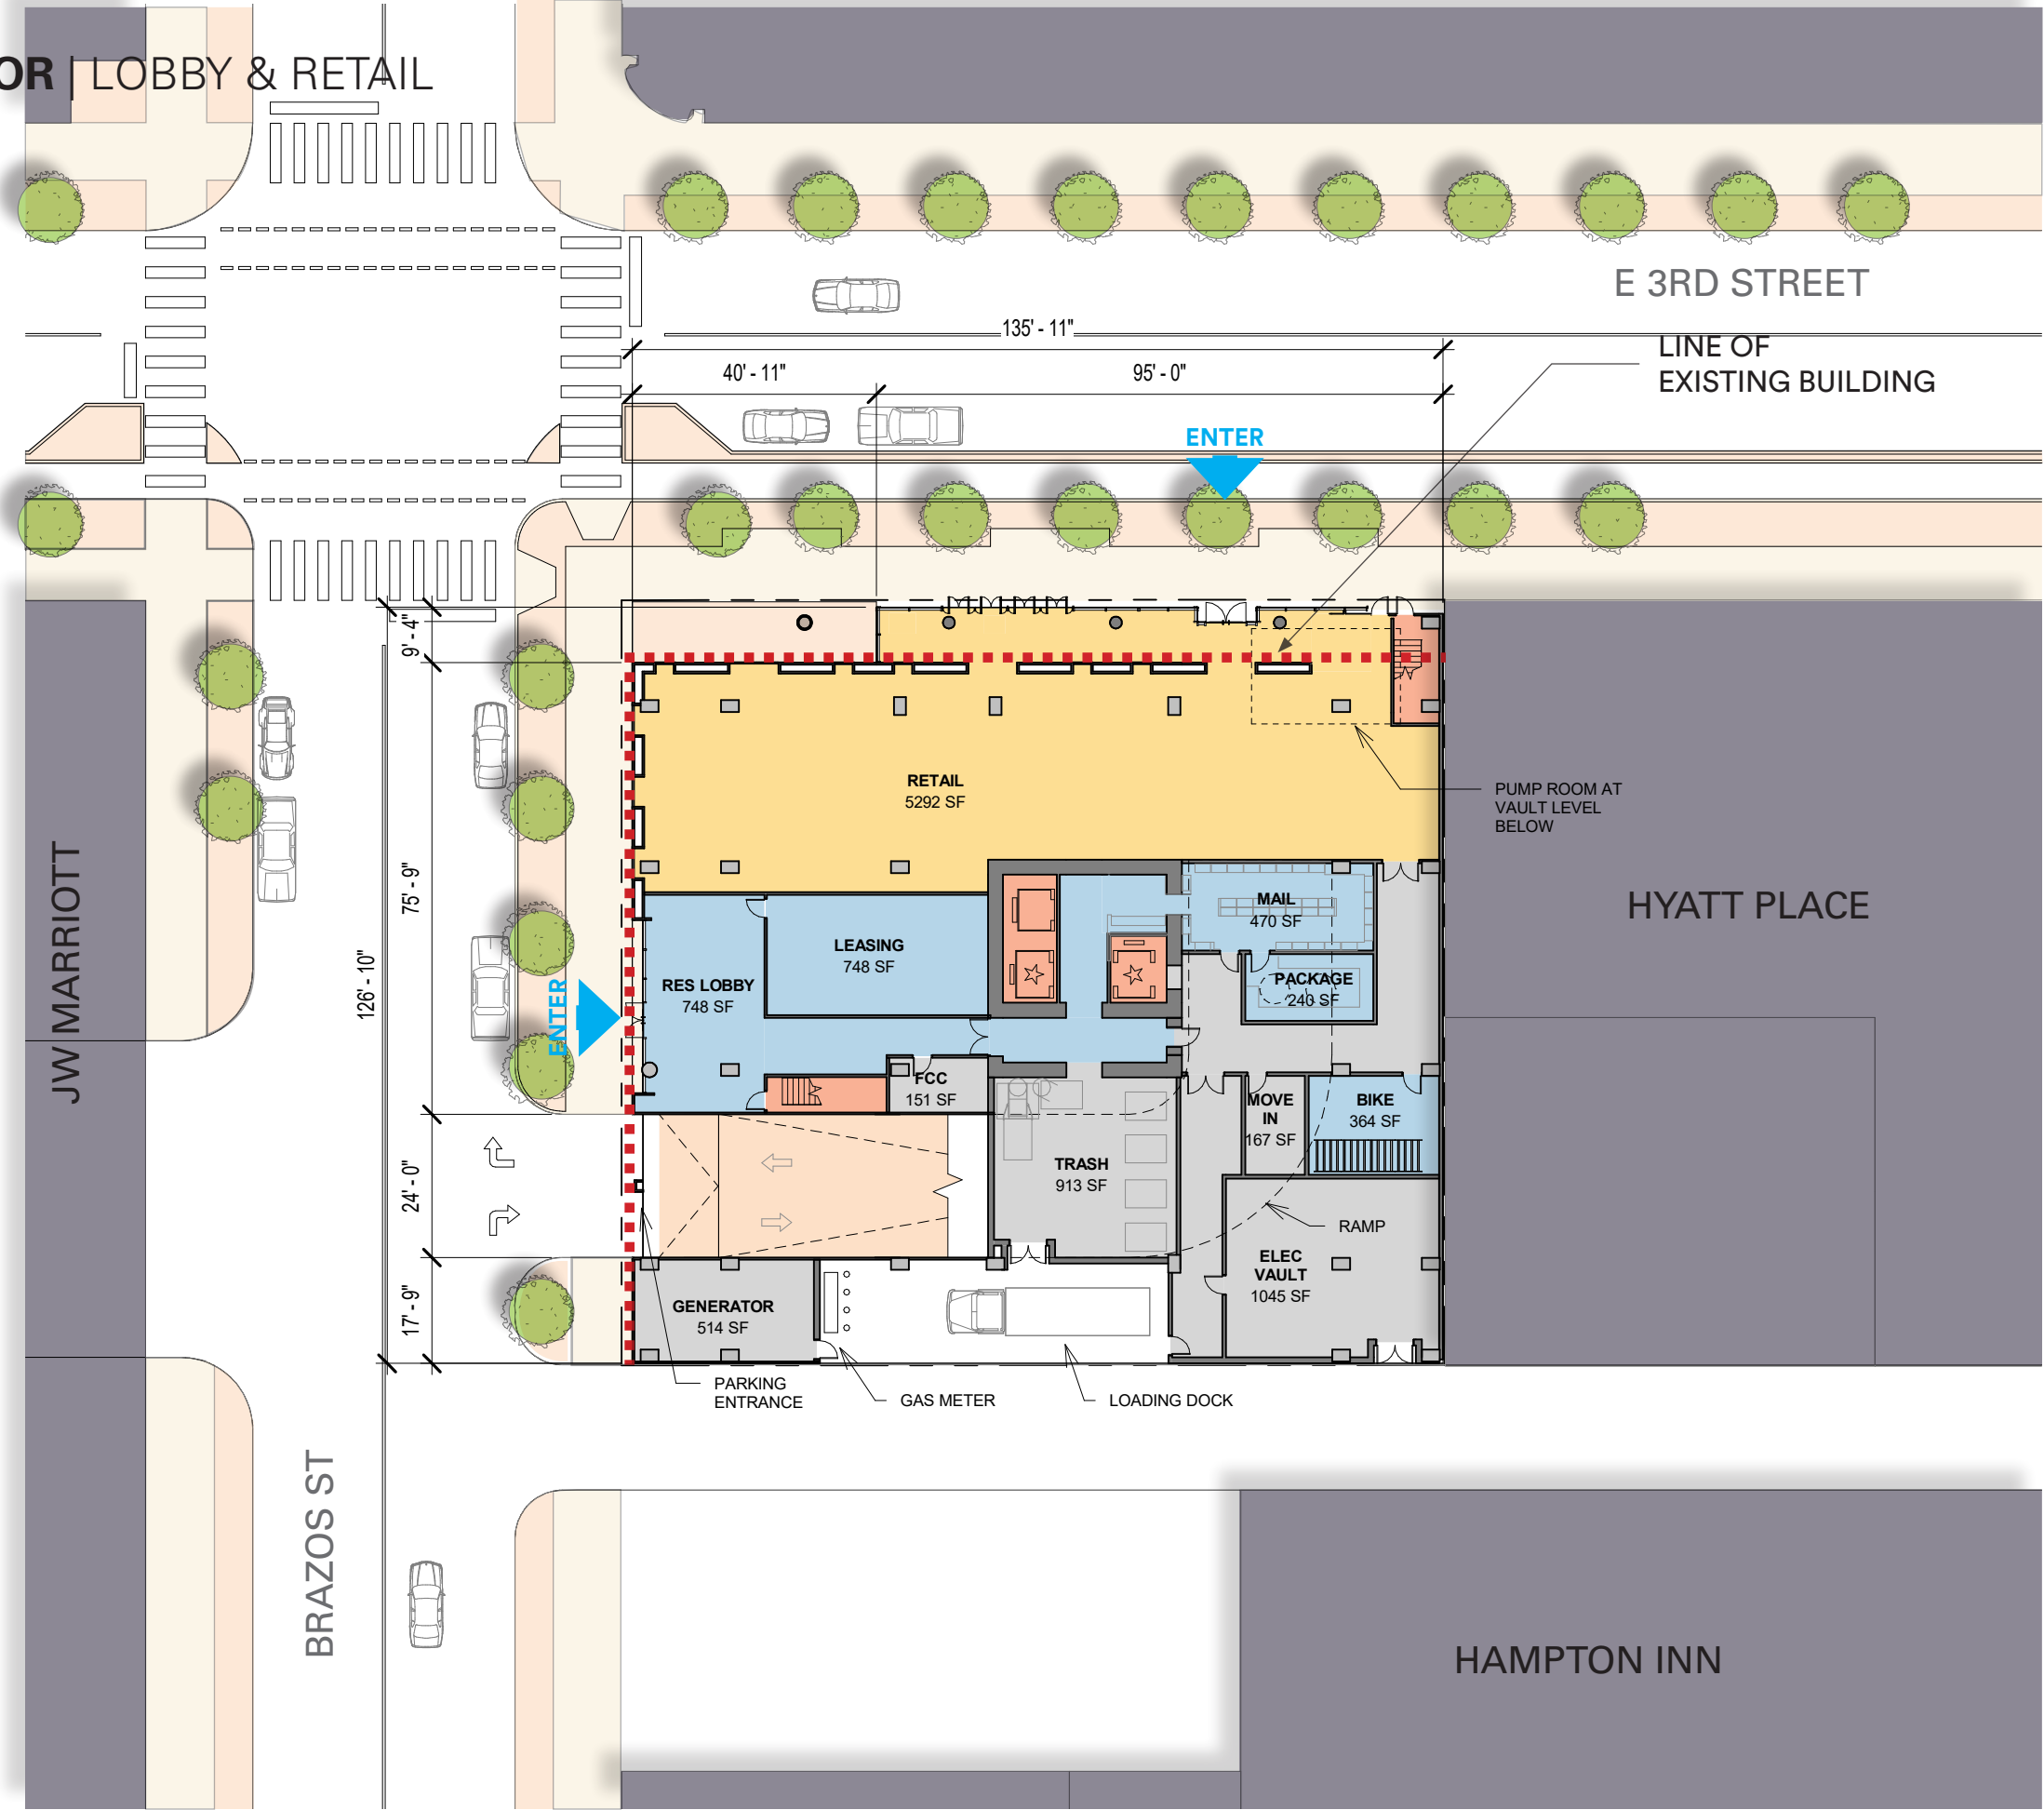 OR | LOBBY & RETAIL
E 3RD STREET
135' - 11"
LINE OF
EXISTING BUILDING
40' - 11"
95' - 0"
ENTER
9' - 4"
RETAIL
5292 SF
PUMP ROOM AT
VAULT LEVEL
BELOW
75' - 9"
JW MARRIOTT
HYATT PLACE
MAIL
470 SF
LEASING
748 SF
126' - 10"
RES LOBBY
748 SF
PACKAGE
240 SF
ENTER
FCC
151 SF
MOVE
IN
167 SF
BIKE
364 SF
24' - 0"
TRASH
913 SF
RAMP
ELEC
VAULT
1045 SF
17' - 9"
GENERATOR
514 SF
PARKING
ENTRANCE
GAS METER
LOADING DOCK
BRAZOS ST
HAMPTON INN